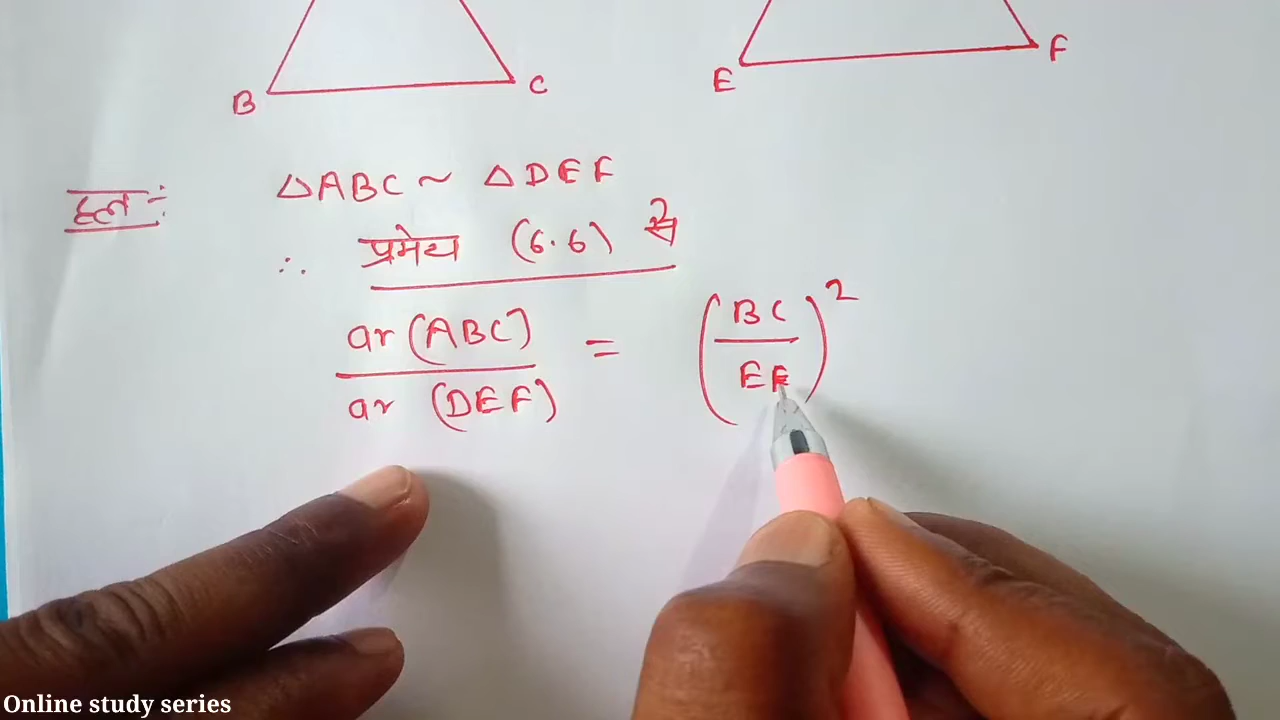 B C E F
हल :-
△ABC ~ △DEF
∴ प्रमेय (6.6) से
ar (ABC) / ar (DEF) = (BC / EF)²
Online study series